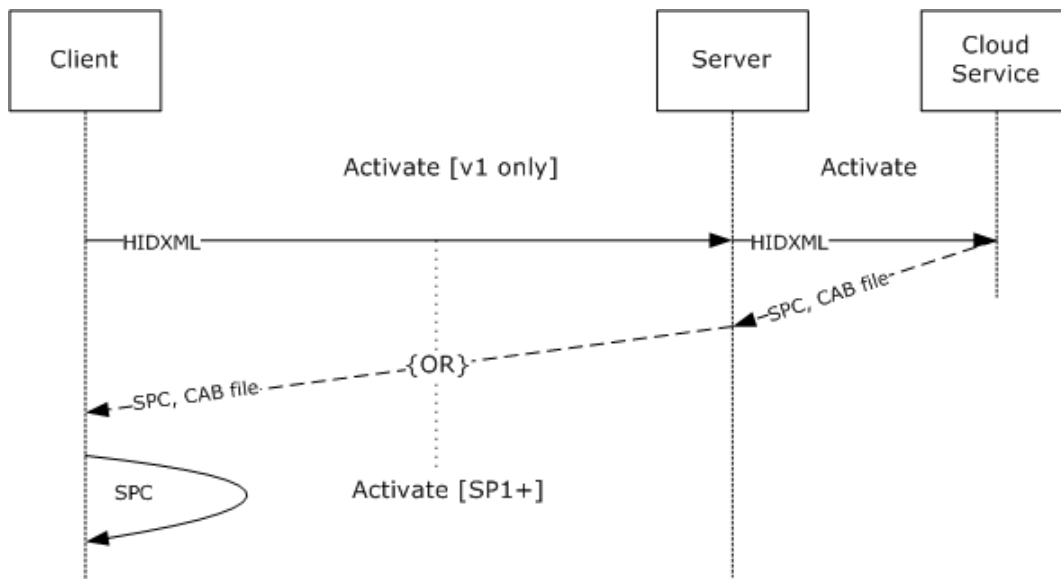 Client
Server
Cloud
Service
Activate [v1 only]
Activate
HIDXML
HIDXML
SPC, CAB file
{OR}
SPC, CAB file
SPC
Activate [SP1+]